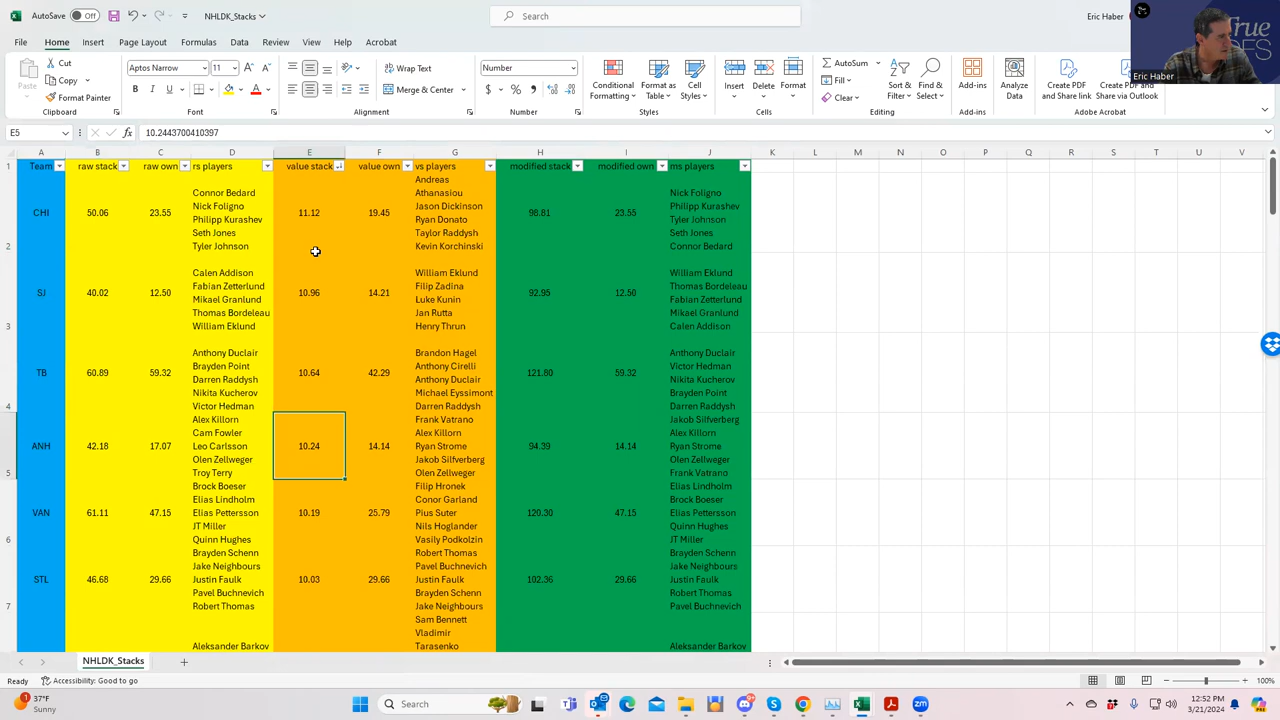 AutoSave Off NHLDK_Stacks Search Eric Haber
Eric Haber
File Home Insert Page Layout Formulas Data Review View Help Acrobat
Paste Cut Copy Format Painter Clipboard
Aptos Narrow 11 Font
Wrap Text Merge & Center Alignment
Number Number
Conditional Formatting Format as Table Cell Styles Styles
Insert Delete Format Cells
AutoSum Fill Clear Sort & Filter Find & Select Editing
Add-ins Add-ins
Analyze Data
Create PDF and Share link Create PDF and Share via Outlook Adobe Acrobat
E5 fx 10.2443700410397
A B C D E F G H I J K L M N O P Q R S T U V
Team raw stack raw own rs players value stack value own vs players modified stack modified own ms players
2
CHI 50.06 23.55
Connor Bedard
Nick Foligno
Philipp Kurashev
Seth Jones
Tyler Johnson
11.12 19.45
Andreas
Athanasiou
Jason Dickinson
Ryan Donato
Taylor Raddysh
Kevin Korchinski
98.81 23.55
Nick Foligno
Philipp Kurashev
Tyler Johnson
Seth Jones
Connor Bedard
3
SJ 40.02 12.50
Calen Addison
Fabian Zetterlund
Mikael Granlund
Thomas Bordeleau
William Eklund
10.96 14.21
William Eklund
Filip Zadina
Luke Kunin
Jan Rutta
Henry Thrun
92.95 12.50
William Eklund
Thomas Bordeleau
Fabian Zetterlund
Mikael Granlund
Calen Addison
4
TB 60.89 59.32
Anthony Duclair
Brayden Point
Darren Raddysh
Nikita Kucherov
Victor Hedman
10.64 42.29
Brandon Hagel
Anthony Cirelli
Anthony Duclair
Michael Eyssimont
Darren Raddysh
121.80 59.32
Anthony Duclair
Victor Hedman
Nikita Kucherov
Brayden Point
Darren Raddysh
5
ANH 42.18 17.07
Alex Killorn
Cam Fowler
Leo Carlsson
Olen Zellweger
Troy Terry
10.24 14.14
Frank Vatrano
Alex Killorn
Ryan Strome
Jakob Silfverberg
Olen Zellweger
94.39 14.14
Jakob Silfverberg
Alex Killorn
Ryan Strome
Olen Zellweger
Frank Vatrano
6
VAN 61.11 47.15
Brock Boeser
Elias Lindholm
Elias Pettersson
JT Miller
Quinn Hughes
10.19 25.79
Filip Hronek
Conor Garland
Pius Suter
Nils Hoglander
Vasily Podkolzin
120.30 47.15
Elias Lindholm
Brock Boeser
Elias Pettersson
Quinn Hughes
JT Miller
7
STL 46.68 29.66
Brayden Schenn
Jake Neighbours
Justin Faulk
Pavel Buchnevich
Robert Thomas
10.03 29.66
Robert Thomas
Pavel Buchnevich
Justin Faulk
Brayden Schenn
Jake Neighbours
102.36 29.66
Brayden Schenn
Jake Neighbours
Justin Faulk
Robert Thomas
Pavel Buchnevich
Aleksander Barkov
Sam Bennett
Vladimir
Tarasenko
Aleksander Barkov
NHLDK_Stacks
Ready Accessibility: Good to go 100%
1 37°F Sunny Search 12:52 PM 3/21/2024